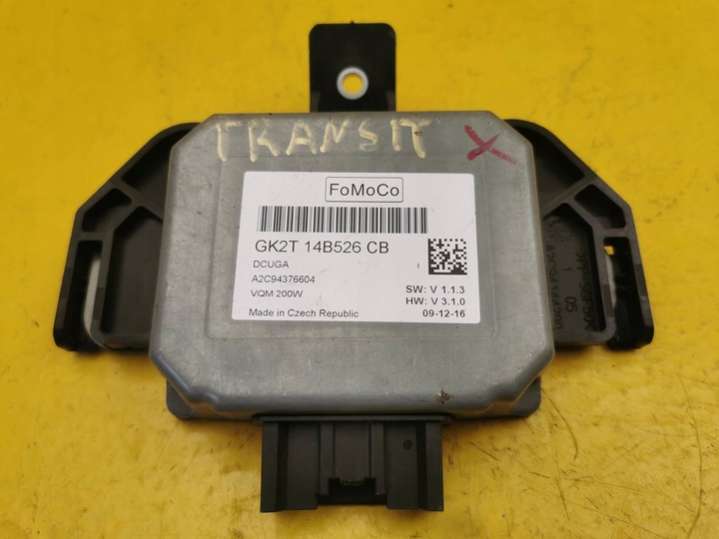 TRANSIT X
FoMoCo
GK2T 14B526 CB
DCUGA
A2C94376604
VQM 200W
SW: V 1.1.3
HW: V 3.1.0
Made in Czech Republic 09-12-16